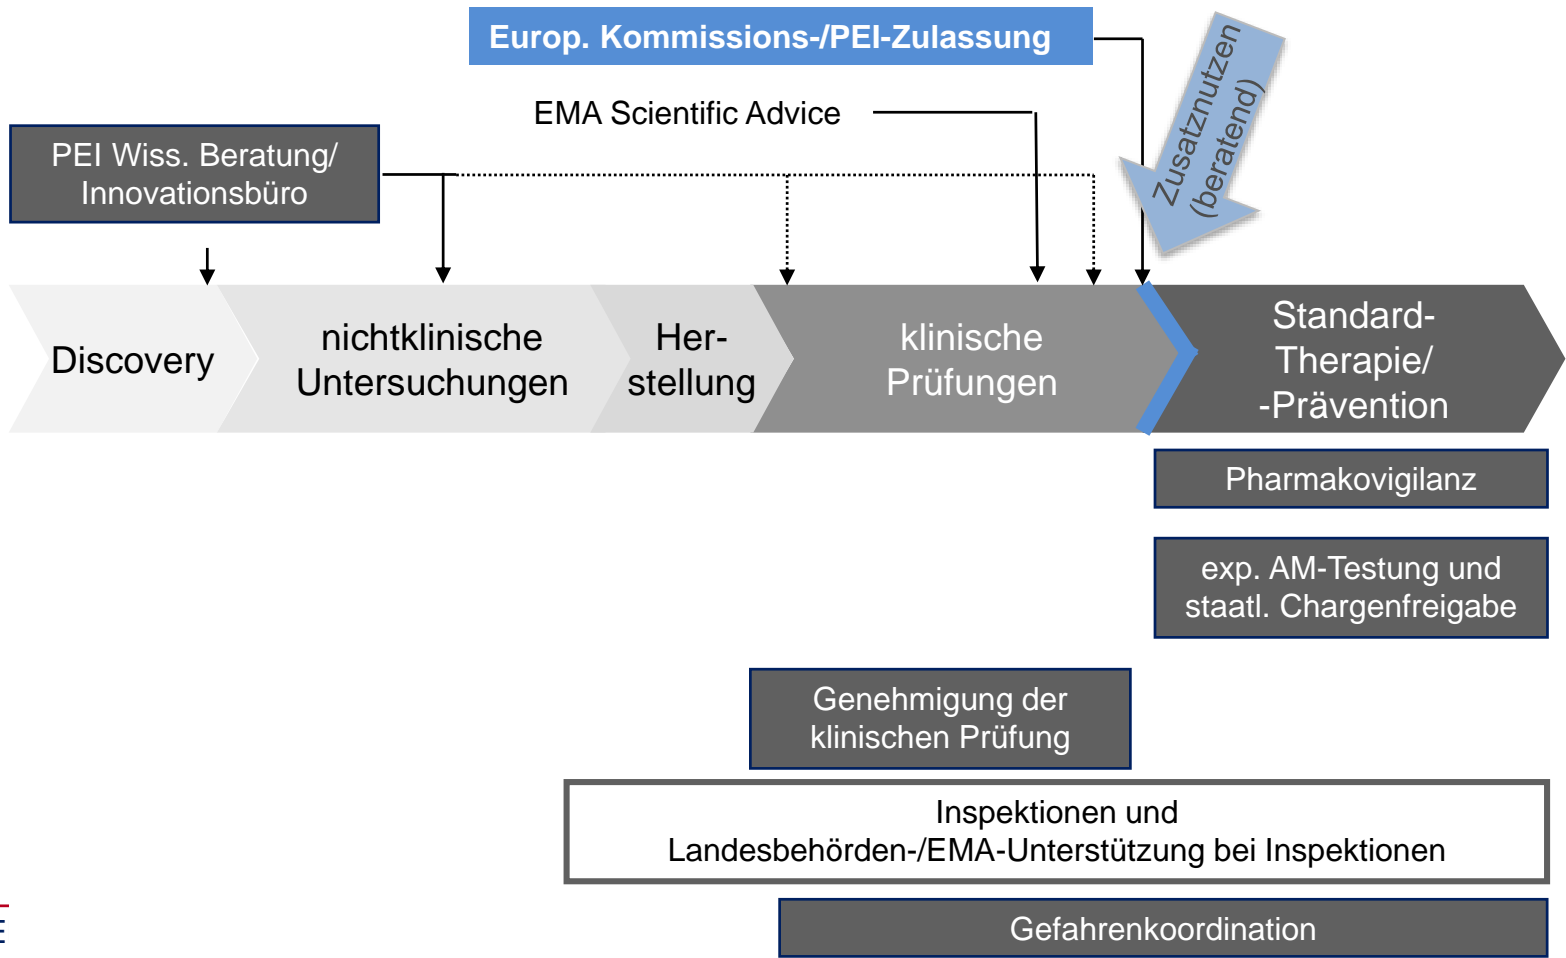 Europ. Kommissions-/PEI-Zulassung
Zusatznutzen
(beratend)
EMA Scientific Advice
PEI Wiss. Beratung/
Innovationsbüro
Discovery
nichtklinische
Untersuchungen
Her-
stellung
klinische
Prüfungen
Standard-
Therapie/
-Prävention
Pharmakovigilanz
exp. AM-Testung und
staatl. Chargenfreigabe
Genehmigung der
klinischen Prüfung
Inspektionen und
Landesbehörden-/EMA-Unterstützung bei Inspektionen
Gefahrenkoordination
E